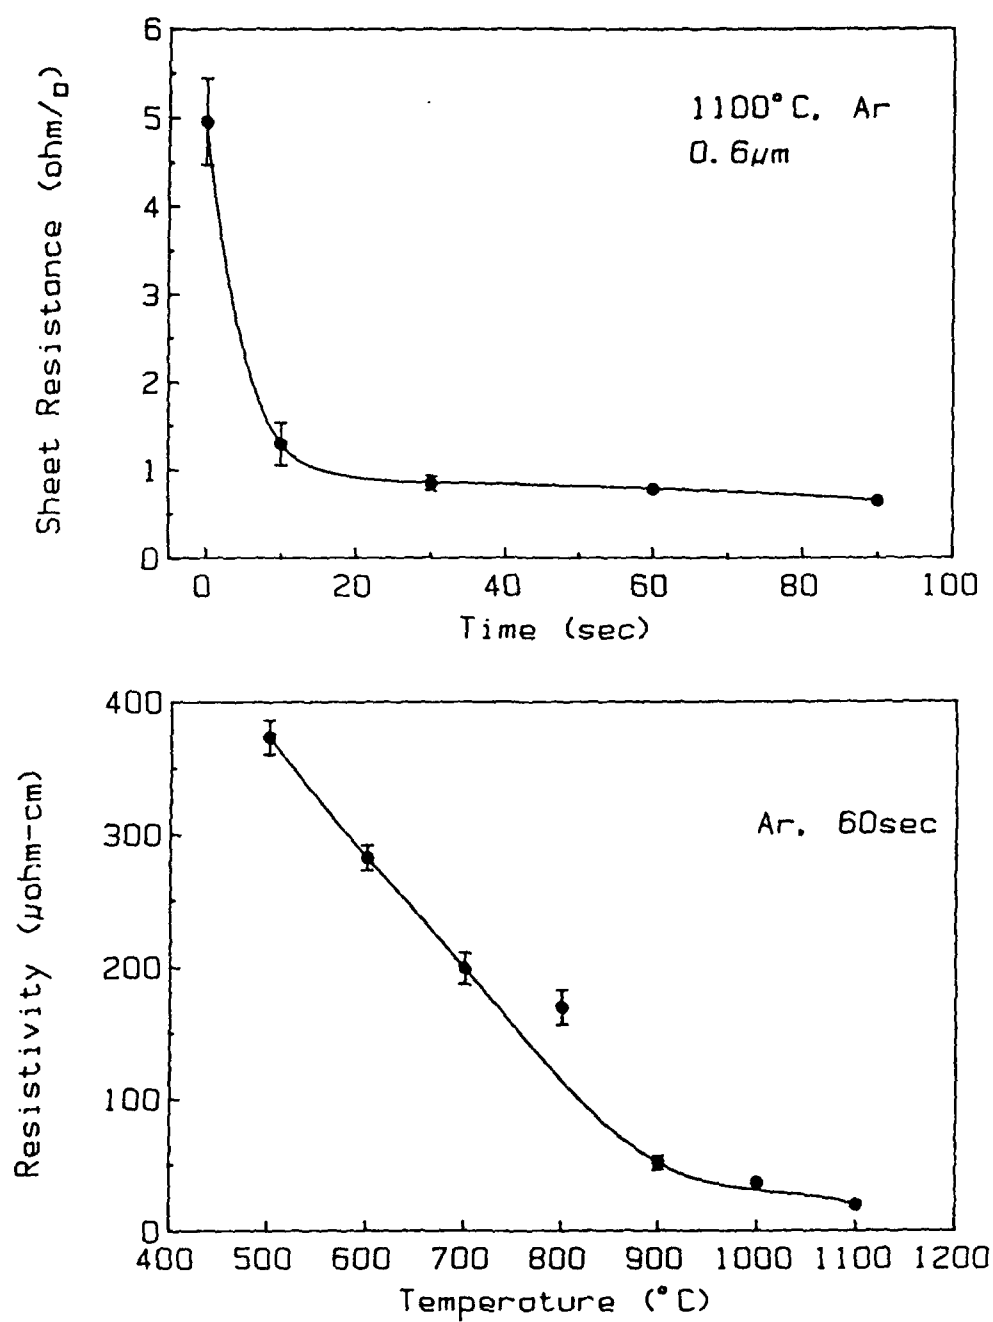 6
5
4
3
2
1
0
Sheet Resistance (ohm/□)
1100°C. Ar
0.6μm
0 20 40 60 80 100
Time (sec)
400
300
200
100
0
Resistivity (μohm-cm)
Ar. 60sec
400 500 600 700 800 900 1000 1100 1200
Temperature (°C)